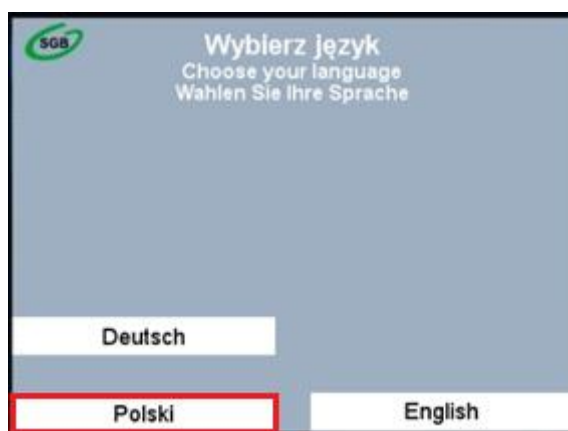 SGB
Wybierz język
Choose your language
Wahlen Sie Ihre Sprache
Deutsch
Polski
English